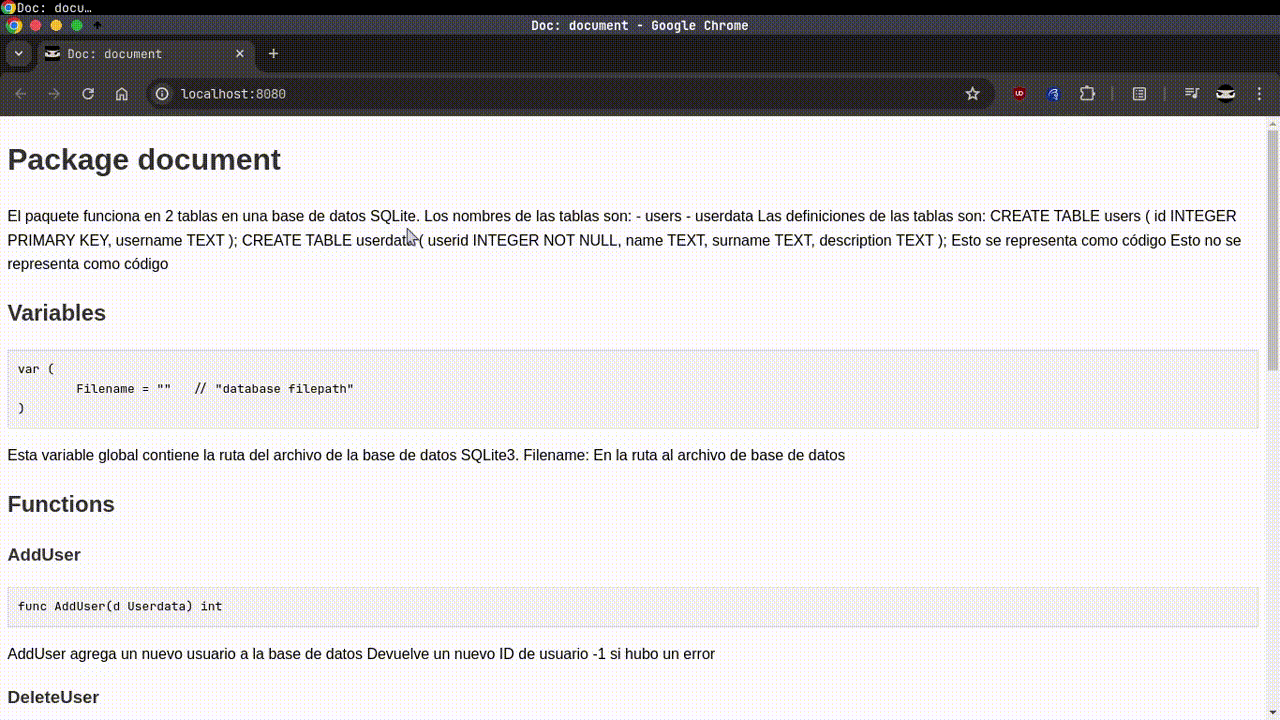 Doc: docu…
Doc: document - Google Chrome
Doc: document
localhost:8080
Package document
El paquete funciona en 2 tablas en una base de datos SQLite. Los nombres de las tablas son: - users - userdata Las definiciones de las tablas son: CREATE TABLE users ( id INTEGER
PRIMARY KEY, username TEXT ); CREATE TABLE userdata ( userid INTEGER NOT NULL, name TEXT, surname TEXT, description TEXT ); Esto se representa como código Esto no se
representa como código
Variables
var (
Filename = "" // "database filepath"
)
Esta variable global contiene la ruta del archivo de la base de datos SQLite3. Filename: En la ruta al archivo de base de datos
Functions
AddUser
func AddUser(d Userdata) int
AddUser agrega un nuevo usuario a la base de datos Devuelve un nuevo ID de usuario -1 si hubo un error
DeleteUser